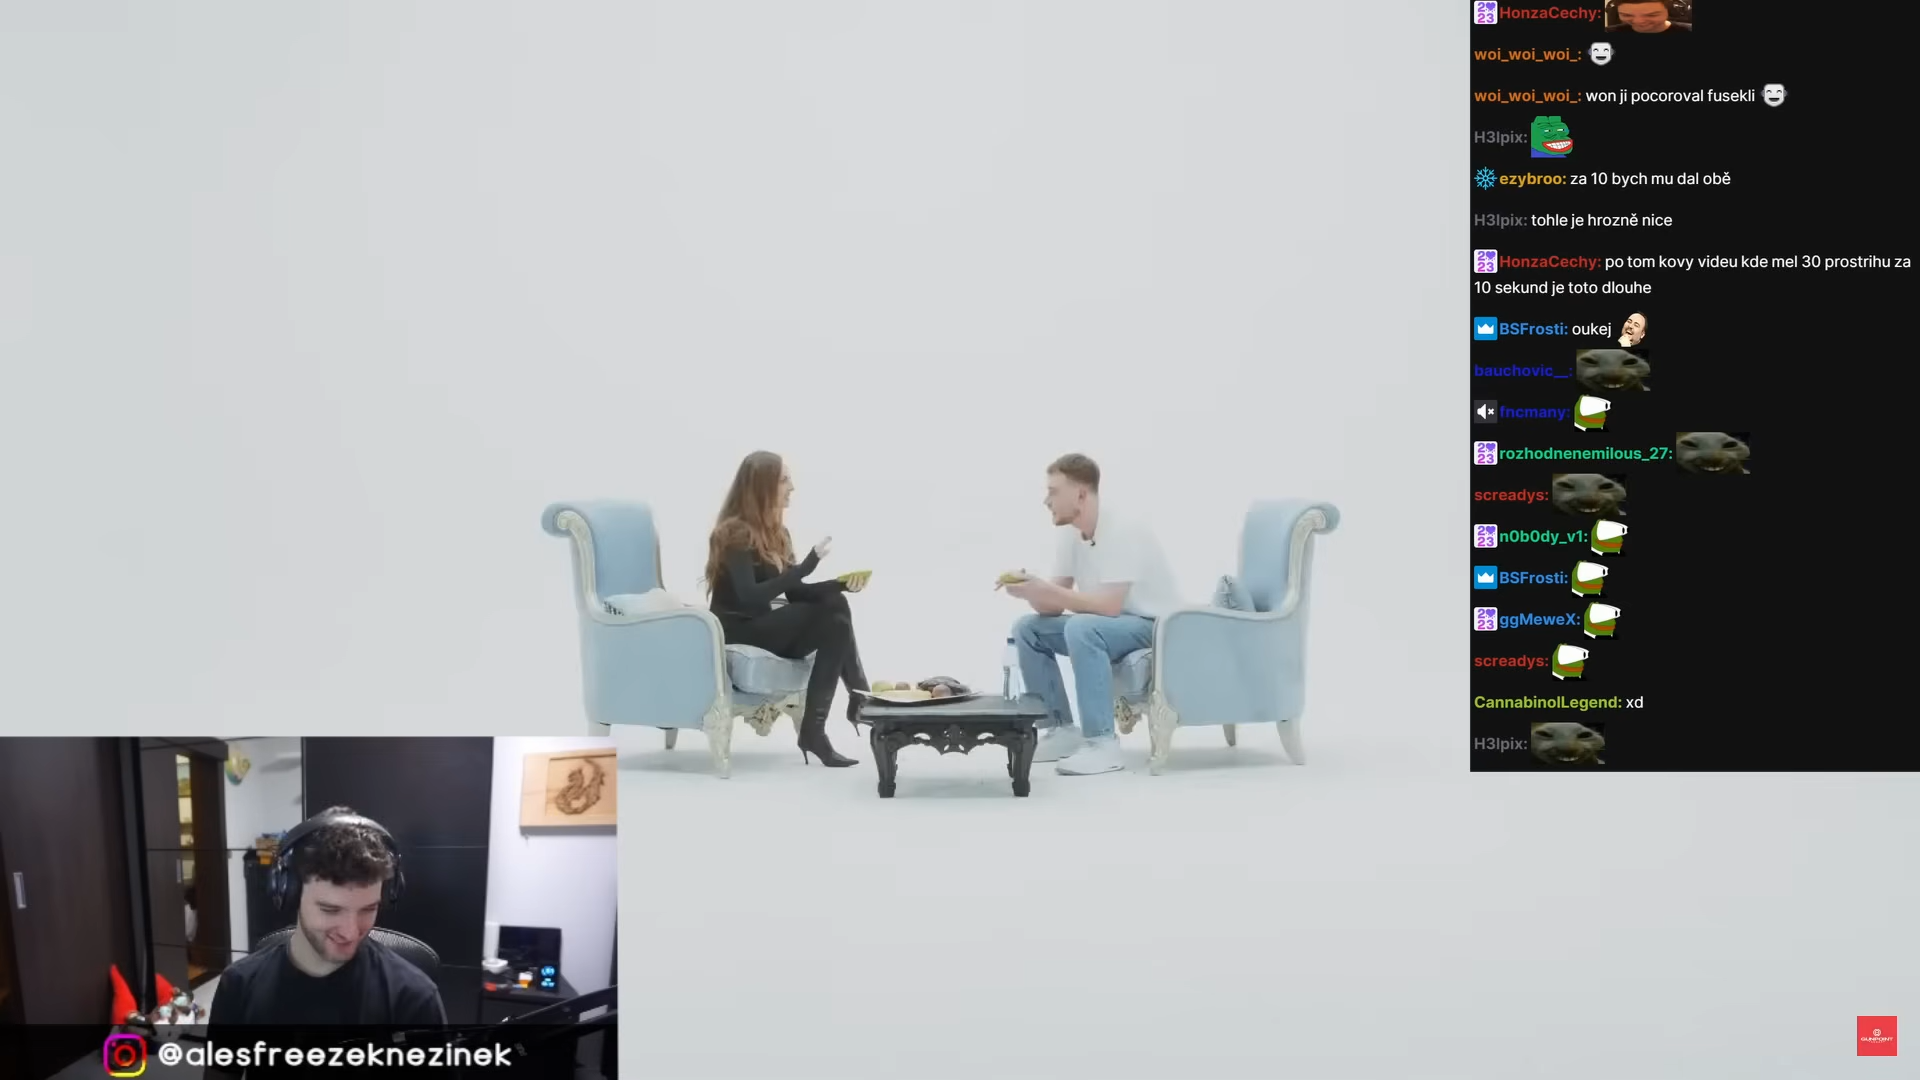 HonzaCechy:
woi_woi_woi_:
woi_woi_woi_: won ji pocoroval fusekli
H3lpix:
ezybroo: za 10 bych mu dal obě
H3lpix: tohle je hrozně nice
HonzaCechy: po tom kovy videu kde mel 30 prostrihu za
10 sekund je toto dlouhe
BSFrosti: oukej
bauchovic__:
fncmany:
rozhodnenemilous_27:
screadys:
n0b0dy_v1:
BSFrosti:
ggMeweX:
screadys:
CannabinolLegend: xd
H3lpix:
@alesfreezeknezinek
GUNPOINT